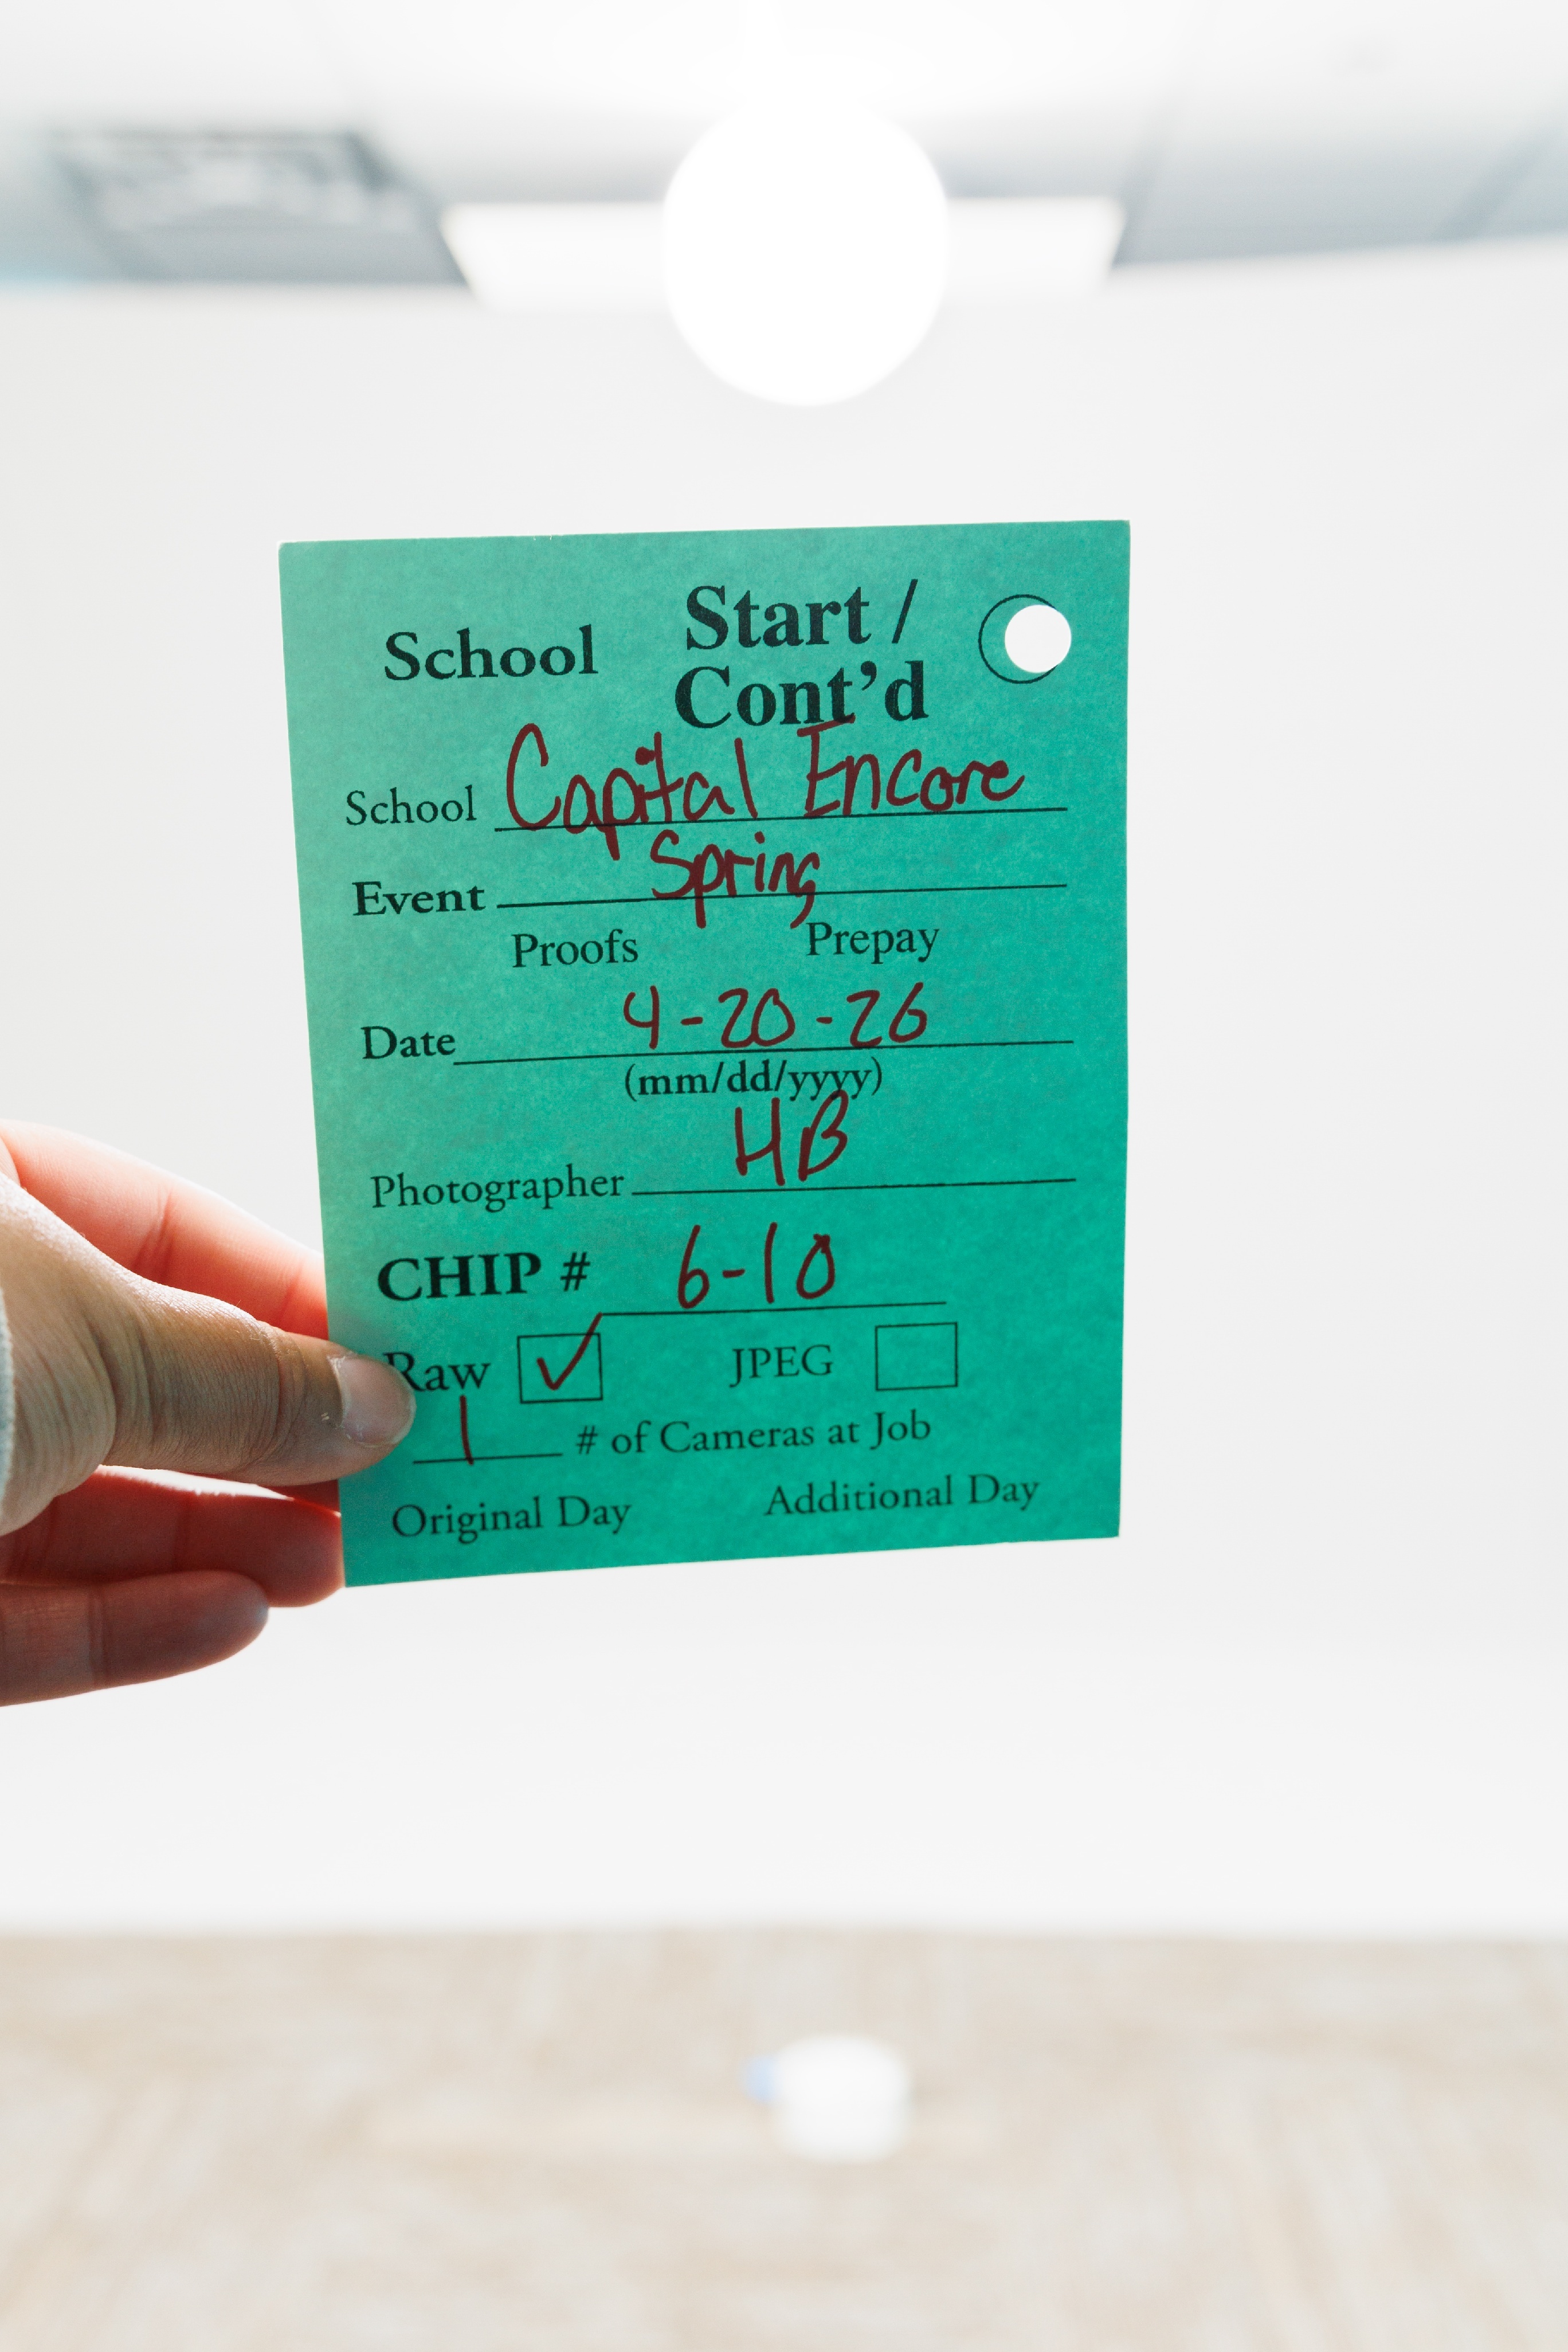 School Start /
Cont’d
School Capital Encore
Event Spring
Proofs Prepay
Date 4-20-26
(mm/dd/yyyy)
Photographer HB
CHIP # 6-10
Raw ✓ JPEG
1 # of Cameras at Job
Original Day Additional Day